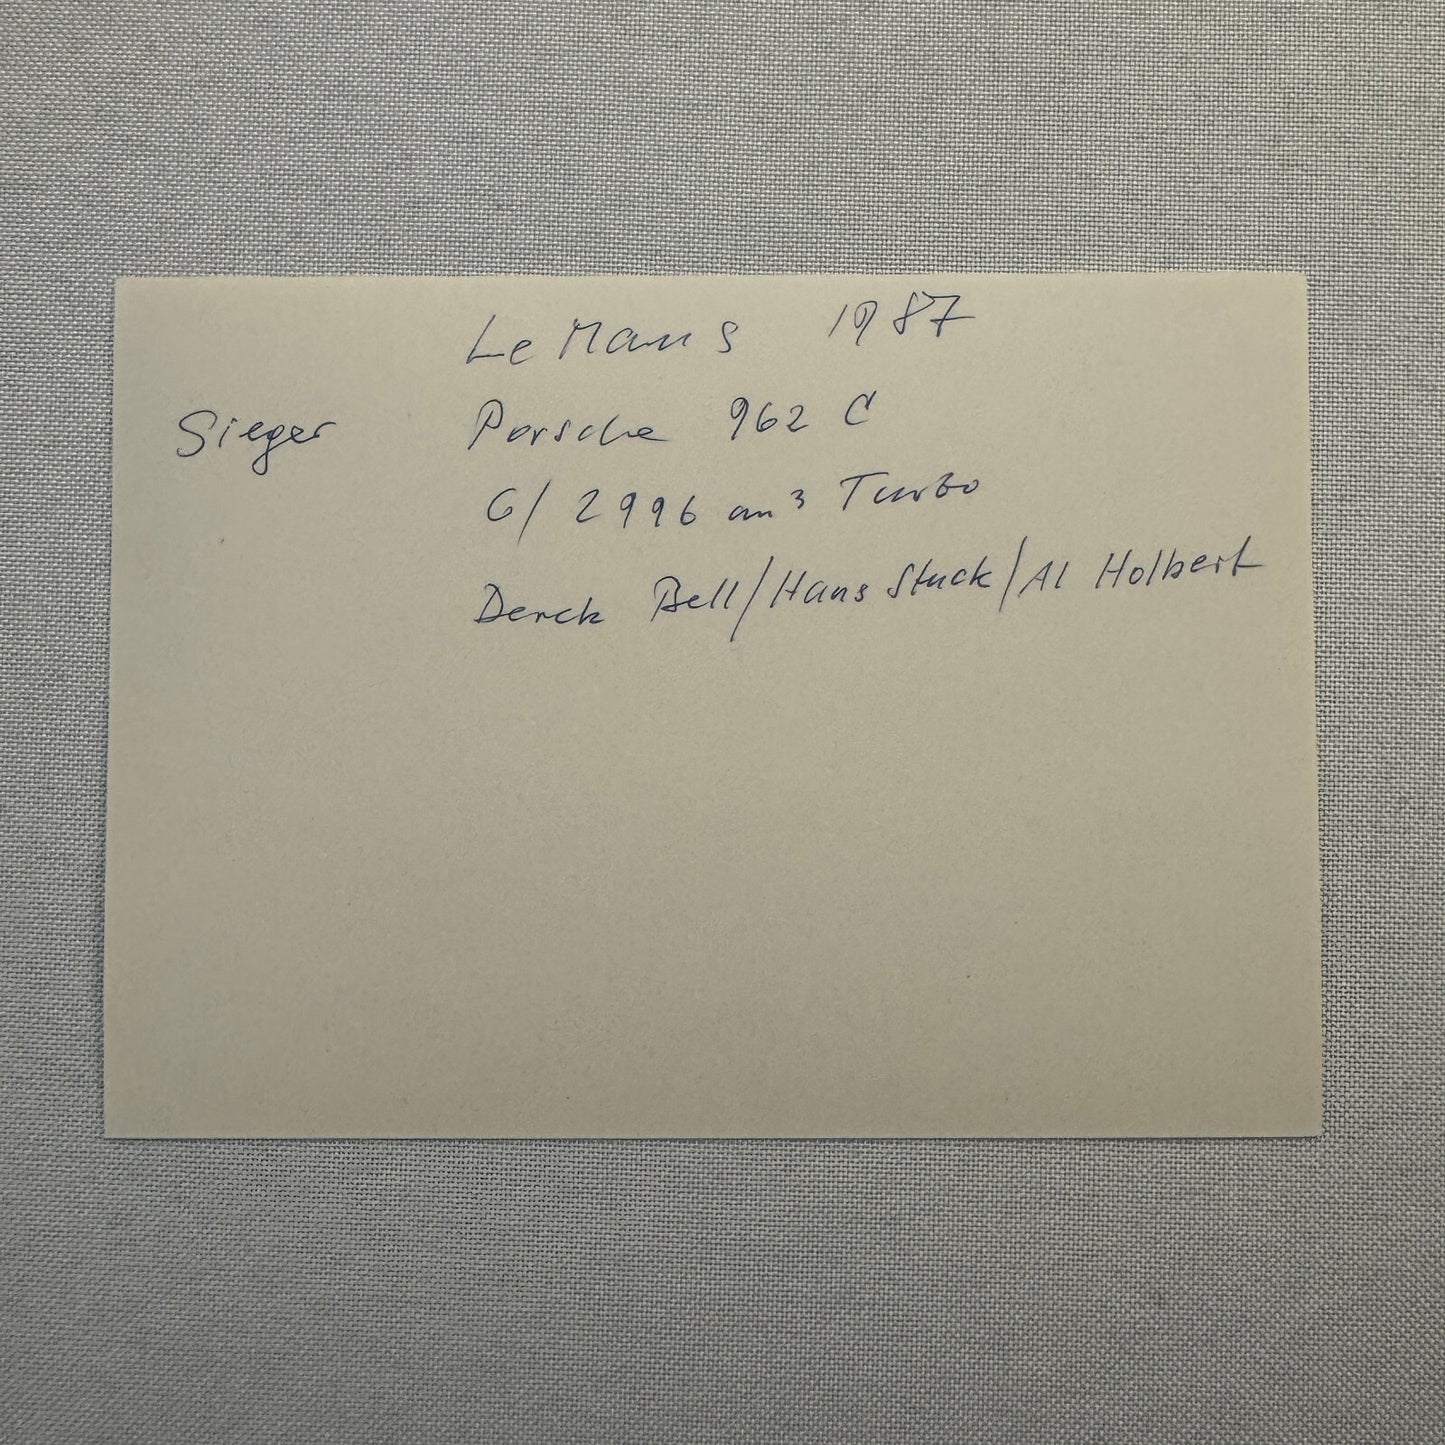 Le Mans 1987
Sieger Porsche 962 C
6/ 2996 cm³ Turbo
Derek Bell/Hans Stuck/Al Holbert